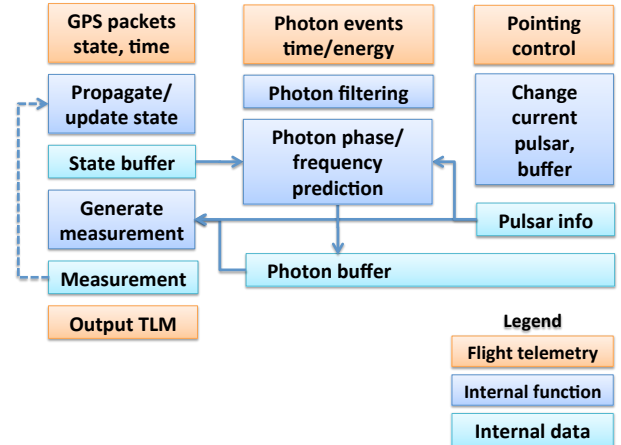 GPS packets
state, time
Photon events
time/energy
Pointing
control
Propagate/
update state
Photon filtering
Change
current
pulsar,
buffer
Photon phase/
frequency
prediction
State buffer
Generate
measurement
Pulsar info
Measurement
Photon buffer
Output TLM
Legend
Flight telemetry
Internal function
Internal data